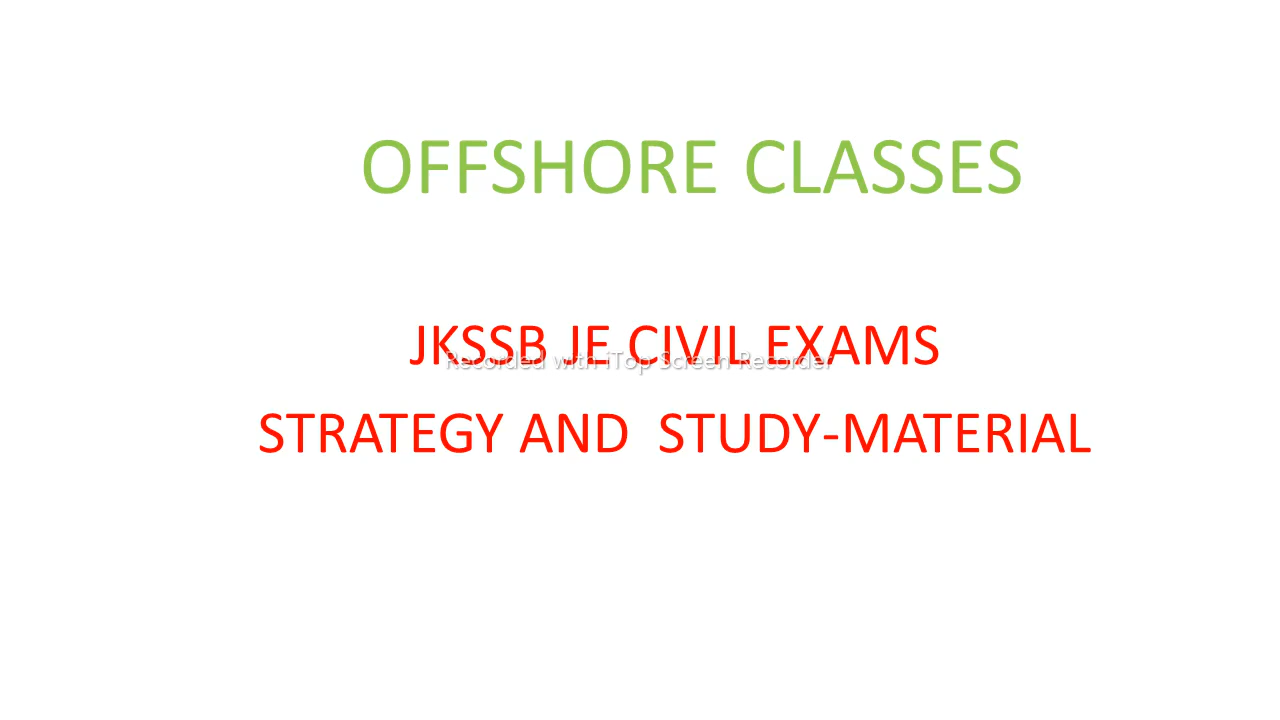 OFFSHORE CLASSES
JKSSB JE CIVIL EXAMS
Recorded with iTop Screen Recorder
STRATEGY AND  STUDY-MATERIAL